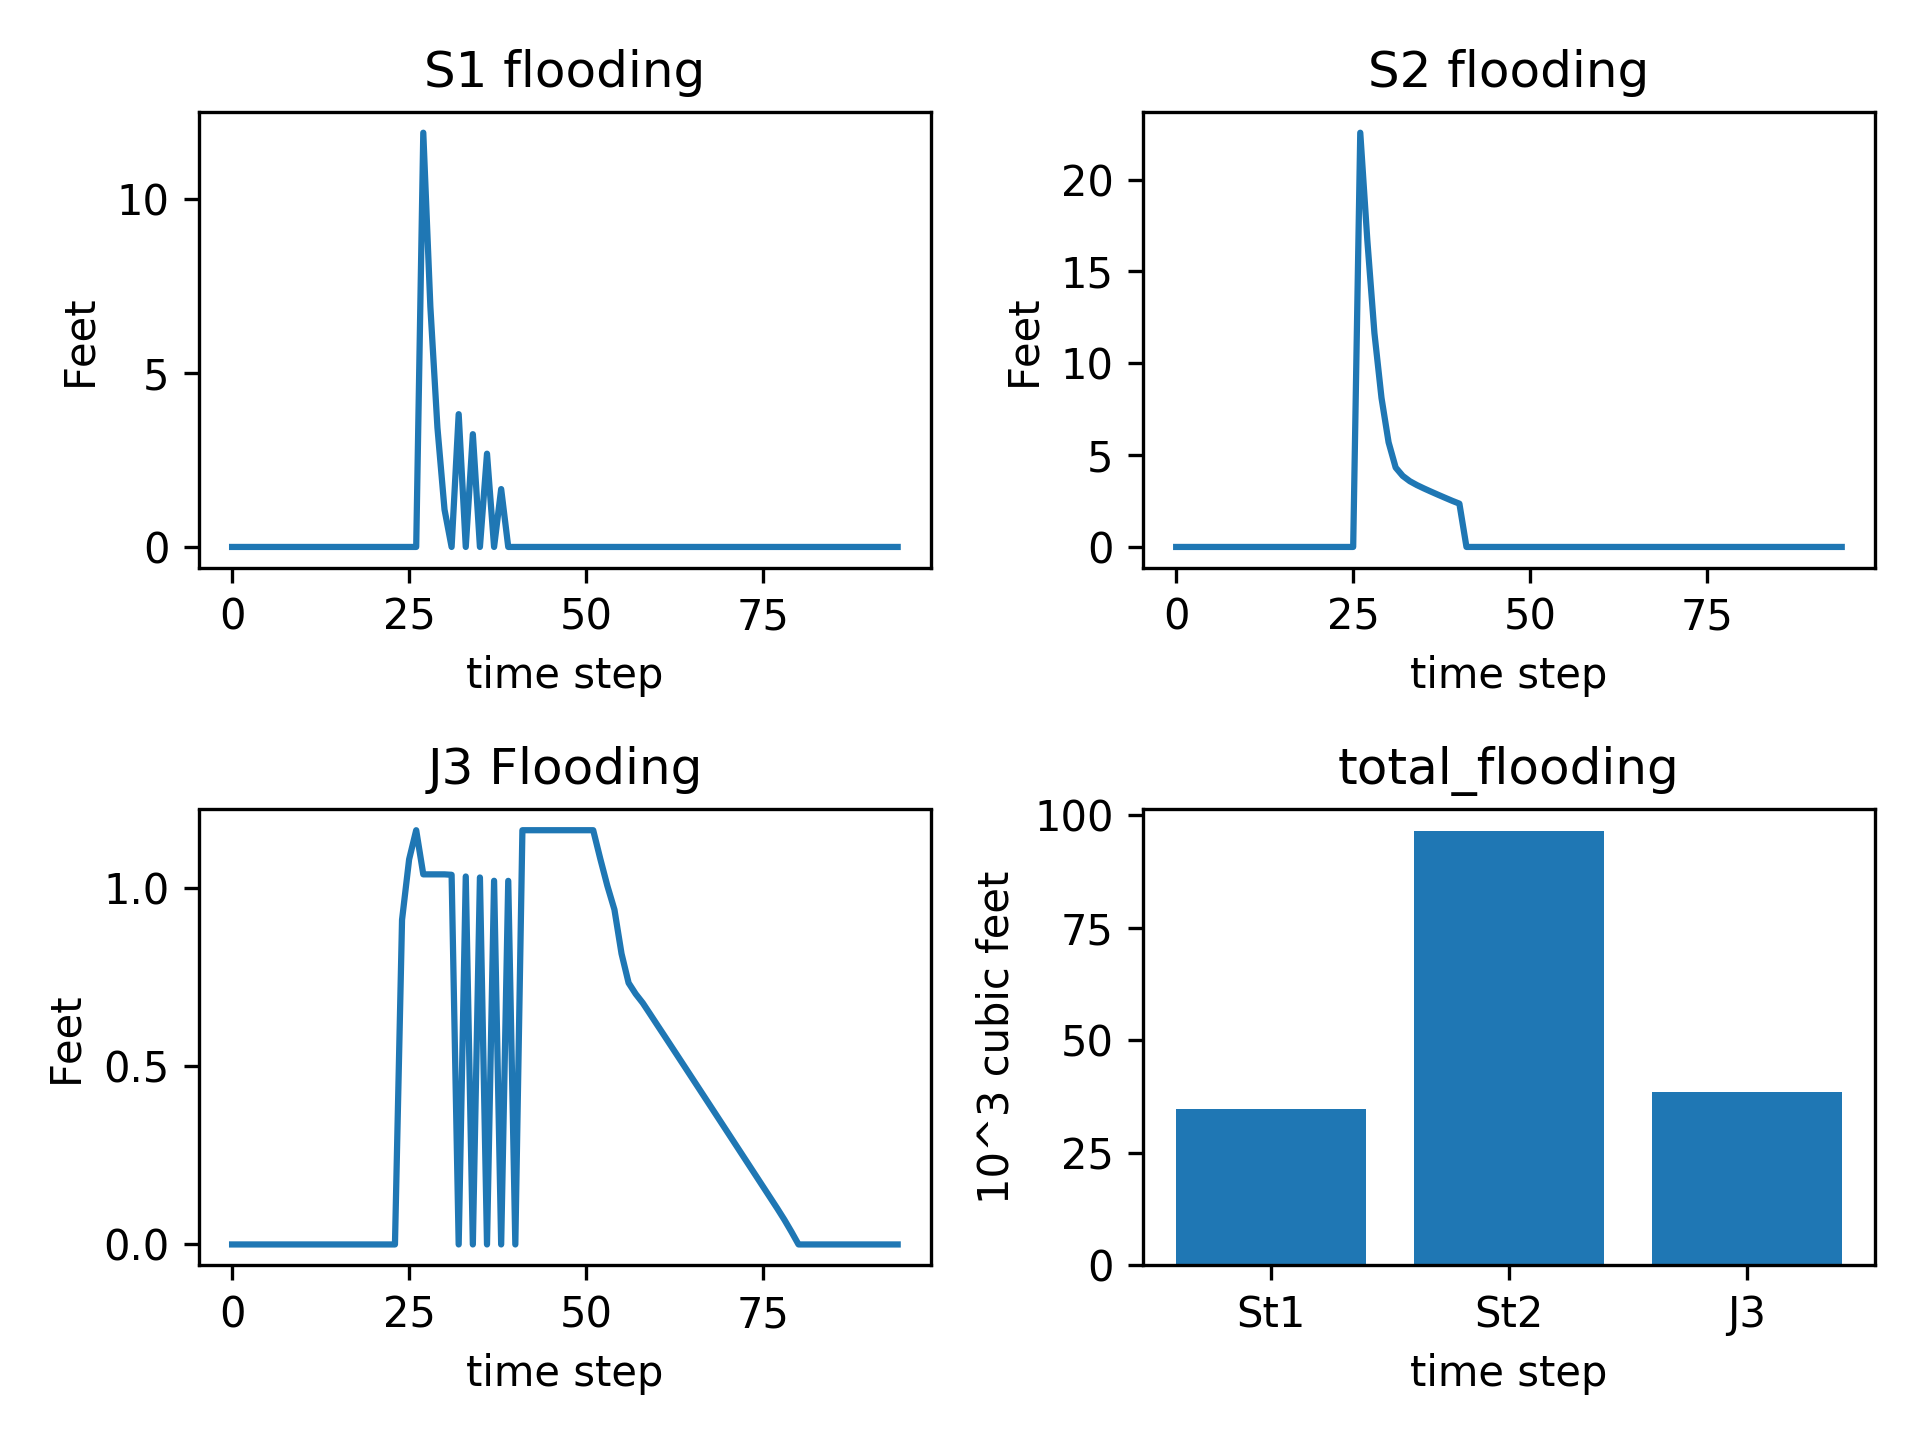 S1 flooding
Feet
10
5
0
0 25 50 75
time step
S2 flooding
Feet
20
15
10
5
0
0 25 50 75
time step
J3 Flooding
Feet
1.0
0.5
0.0
0 25 50 75
time step
total_flooding
10^3 cubic feet
100
75
50
25
0
St1 St2 J3
time step